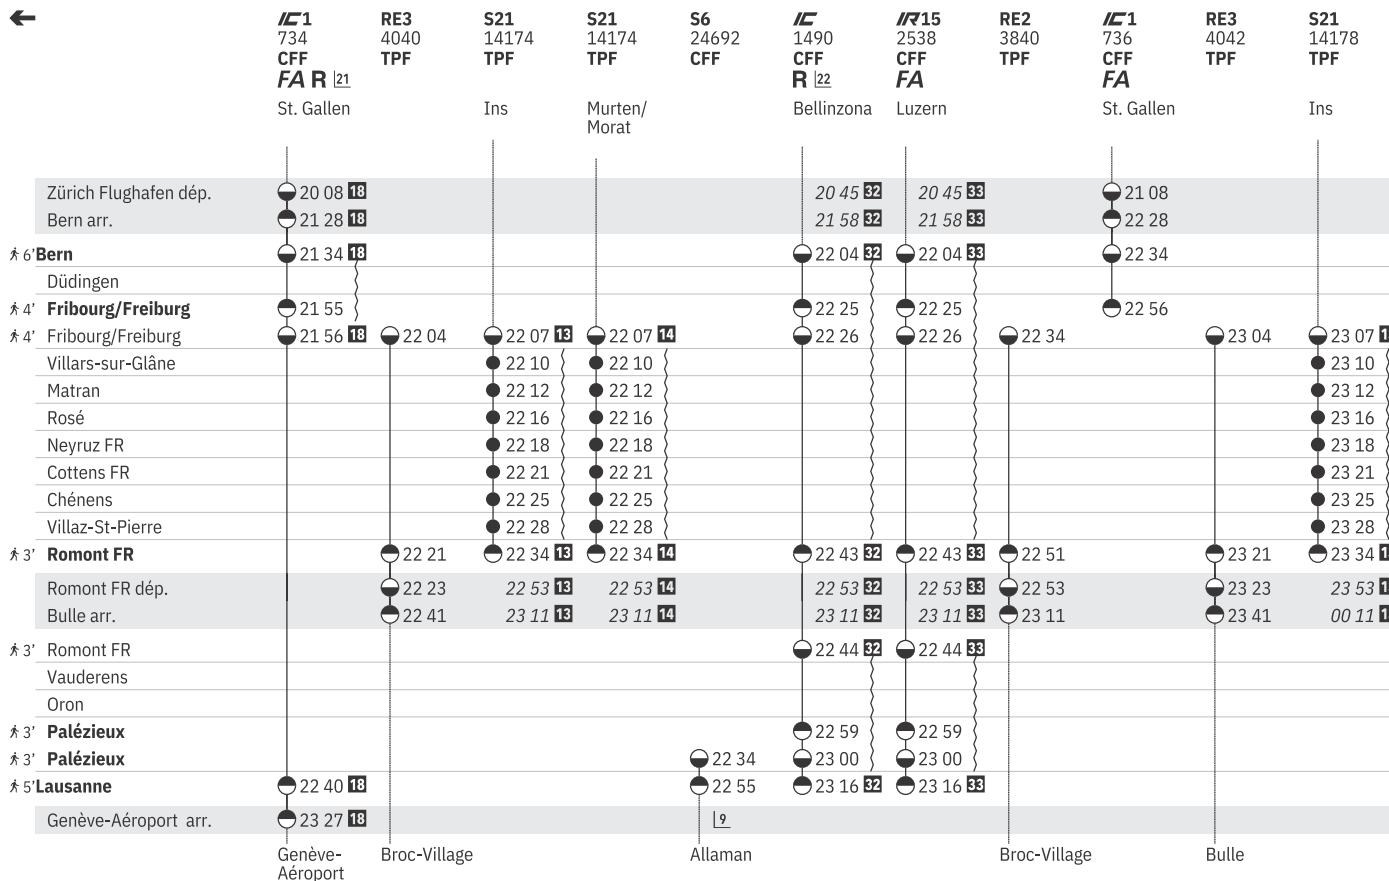 IC 1 RE3 S21 S21 S6 IC IR 15 RE2 IC 1 RE3 S21
734 4040 14174 14174 24692 1490 2538 3840 736 4042 14178
CFF TPF TPF TPF CFF CFF CFF TPF CFF TPF TPF
FA R 21 R 22 FA FA
St. Gallen Ins Murten/ Bellinzona Luzern St. Gallen Ins
Morat
Zürich Flughafen dép. 20 08 18 20 45 32 20 45 33 21 08
Bern arr. 21 28 18 21 58 32 21 58 33 22 28
6' Bern 21 34 18 22 04 32 22 04 33 22 34
Düdingen
4' Fribourg/Freiburg 21 55 22 25 22 25 22 56
4' Fribourg/Freiburg 21 56 18 22 04 22 07 13 22 07 14 22 26 22 26 22 34 23 04 23 07
Villars-sur-Glâne 22 10 22 10 23 10
Matran 22 12 22 12 23 12
Rosé 22 16 22 16 23 16
Neyruz FR 22 18 22 18 23 18
Cottens FR 22 21 22 21 23 21
Chénens 22 25 22 25 23 25
Villaz-St-Pierre 22 28 22 28 23 28
3' Romont FR 22 21 22 34 13 22 34 14 22 43 32 22 43 33 22 51 23 21 23 34
Romont FR dép. 22 23 22 53 13 22 53 14 22 53 32 22 53 33 22 53 23 23 23 53
Bulle arr. 22 41 23 11 13 23 11 14 23 11 32 23 11 33 23 11 23 41 00 11
3' Romont FR 22 44 32 22 44 33
Vauderens
Oron
3' Palézieux 22 59 22 59
3' Palézieux 22 34 23 00 23 00
5' Lausanne 22 40 18 22 55 23 16 32 23 16 33
Genève-Aéroport arr. 23 27 18 9
Genève- Broc-Village Allaman Broc-Village Bulle
Aéroport